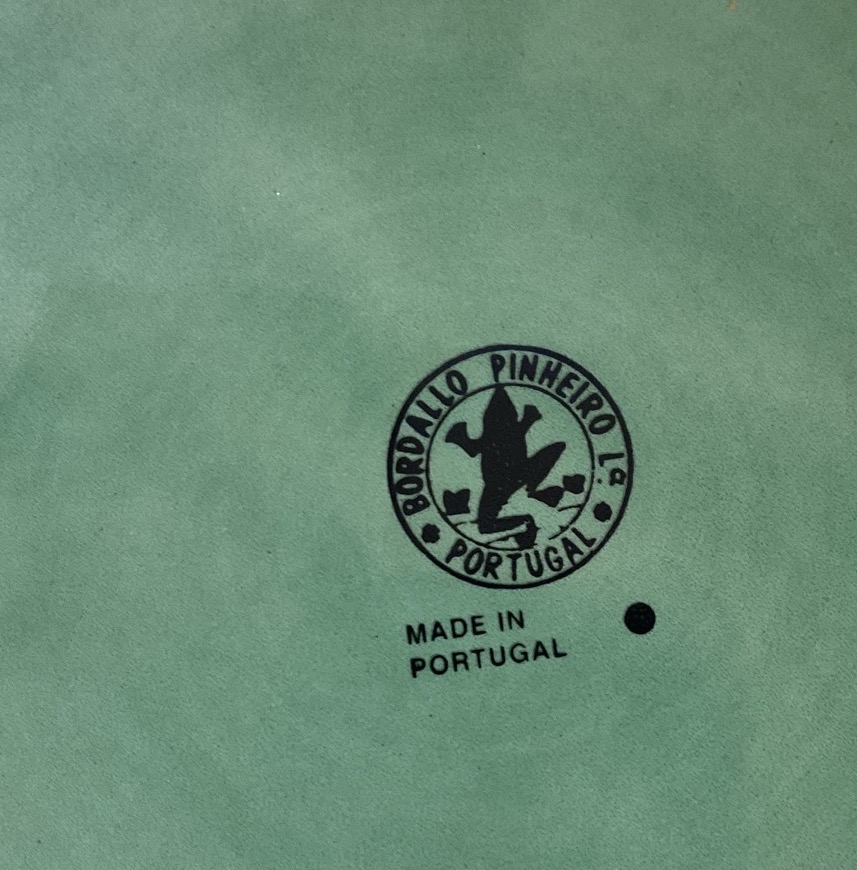 BORDALLO PINHEIRO Lª.
PORTUGAL
MADE IN
PORTUGAL